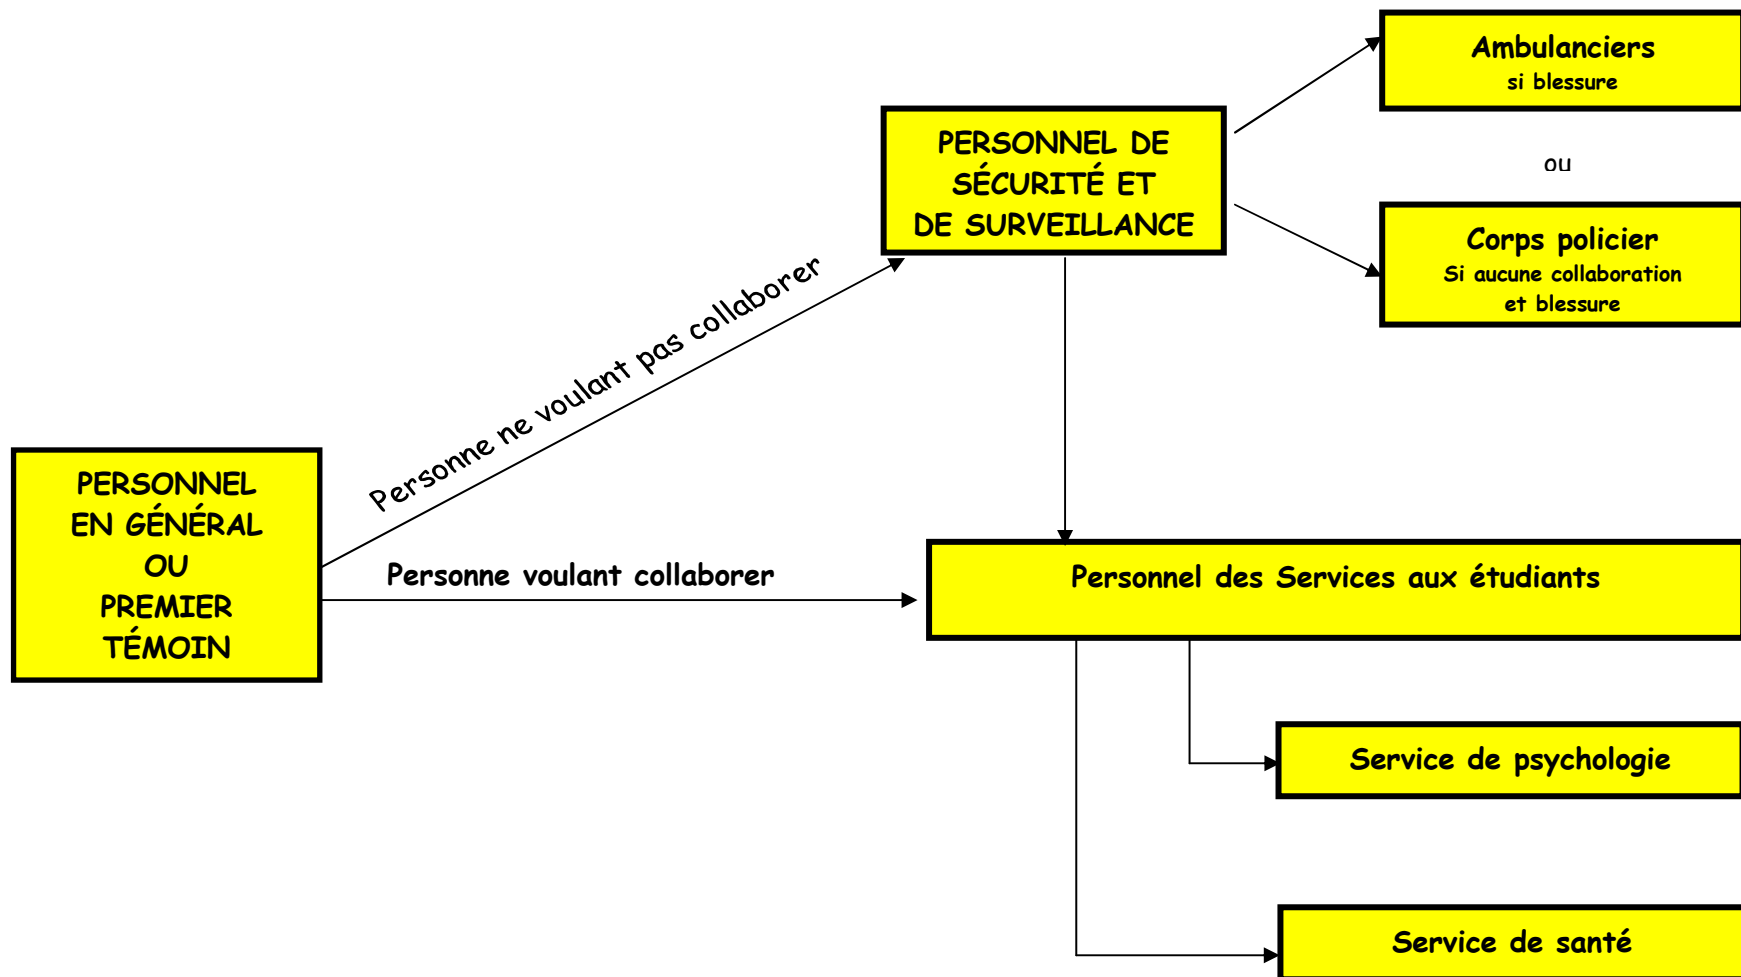 Ambulanciers
si blessure
PERSONNEL DE
SÉCURITÉ ET
DE SURVEILLANCE
ou
Corps policier
Si aucune collaboration
et blessure
Personne ne voulant pas collaborer
PERSONNEL
EN GÉNÉRAL
OU
PREMIER
TÉMOIN
Personne voulant collaborer
Personnel des Services aux étudiants
Service de psychologie
Service de santé